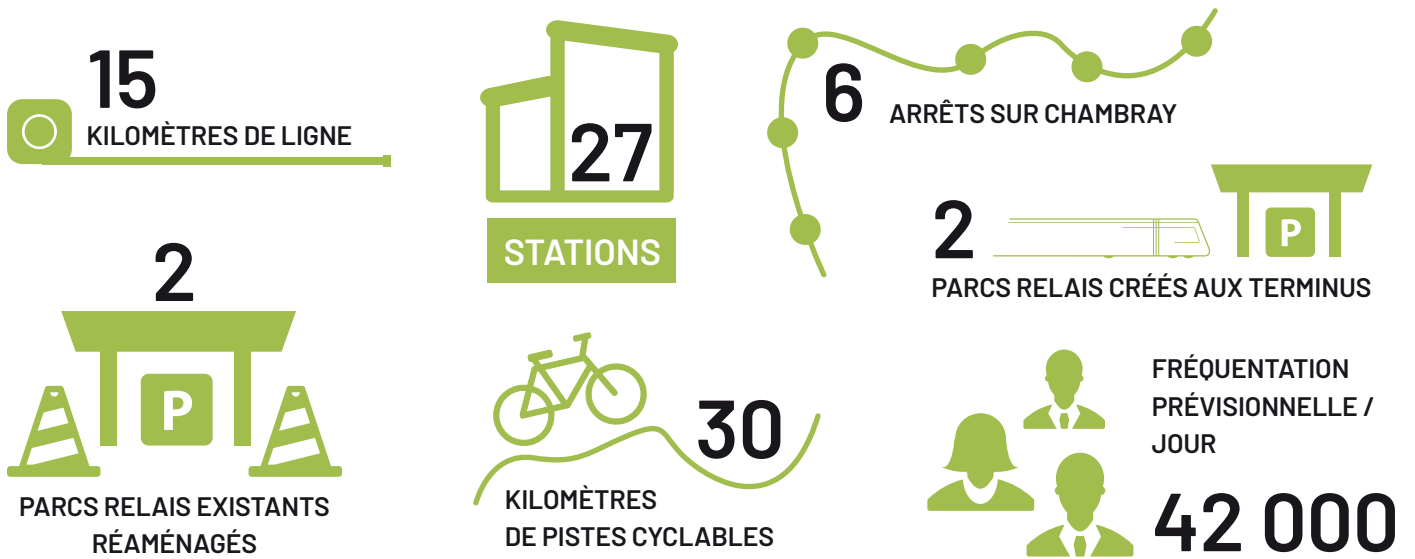 15
KILOMÈTRES DE LIGNE
27
STATIONS
6 ARRÊTS SUR CHAMBRAY
2
P
PARCS RELAIS CRÉÉS AUX TERMINUS
2
P
PARCS RELAIS EXISTANTS
RÉAMÉNAGÉS
30
KILOMÈTRES
DE PISTES CYCLABLES
FRÉQUENTATION
PRÉVISIONNELLE /
JOUR
42 000